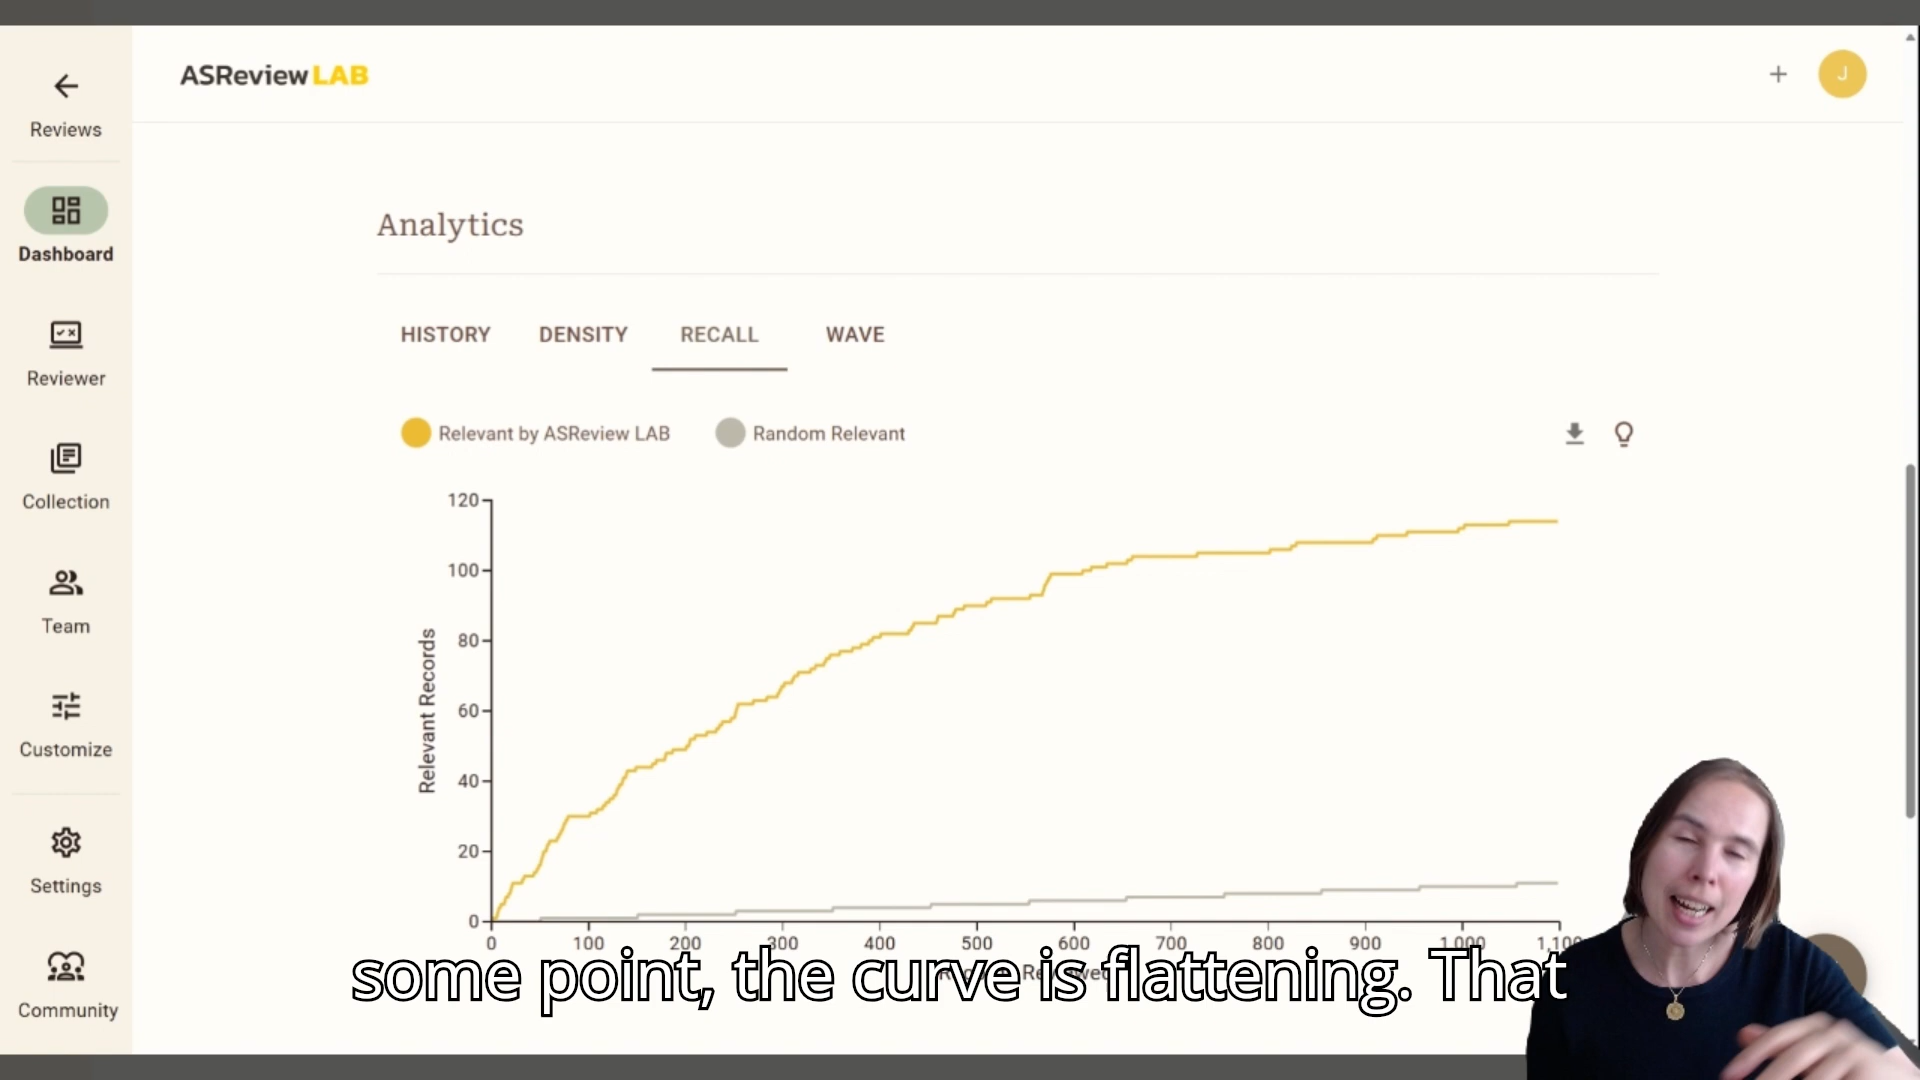 ASReview LAB
J
Reviews
Dashboard
Reviewer
Collection
Team
Customize
Settings
Community
Analytics
HISTORY DENSITY RECALL WAVE
Relevant by ASReview LAB Random Relevant
Relevant Records
120
100
80
60
40
20
0
0 100 200 300 400 500 600 700 800 900 1,000
some point, the curve is flattening. That